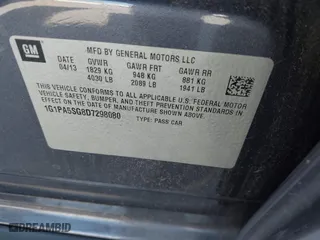 GM
MFD BY GENERAL MOTORS LLC
DATE GVWR GAWR FRT GAWR RR
04/13 1829 KG 948 KG 881 KG
4030 LB 2089 LB 1941 LB
THIS VEHICLE CONFORMS TO ALL APPLICABLE U.S. FEDERAL MOTOR
VEHICLE SAFETY, BUMPER, AND THEFT PREVENTION STANDARDS IN
EFFECT ON THE DATE OF MANUFACTURE SHOWN ABOVE.
1G1PA5SG8D7298080
TYPE: PASS CAR
DREAMBID